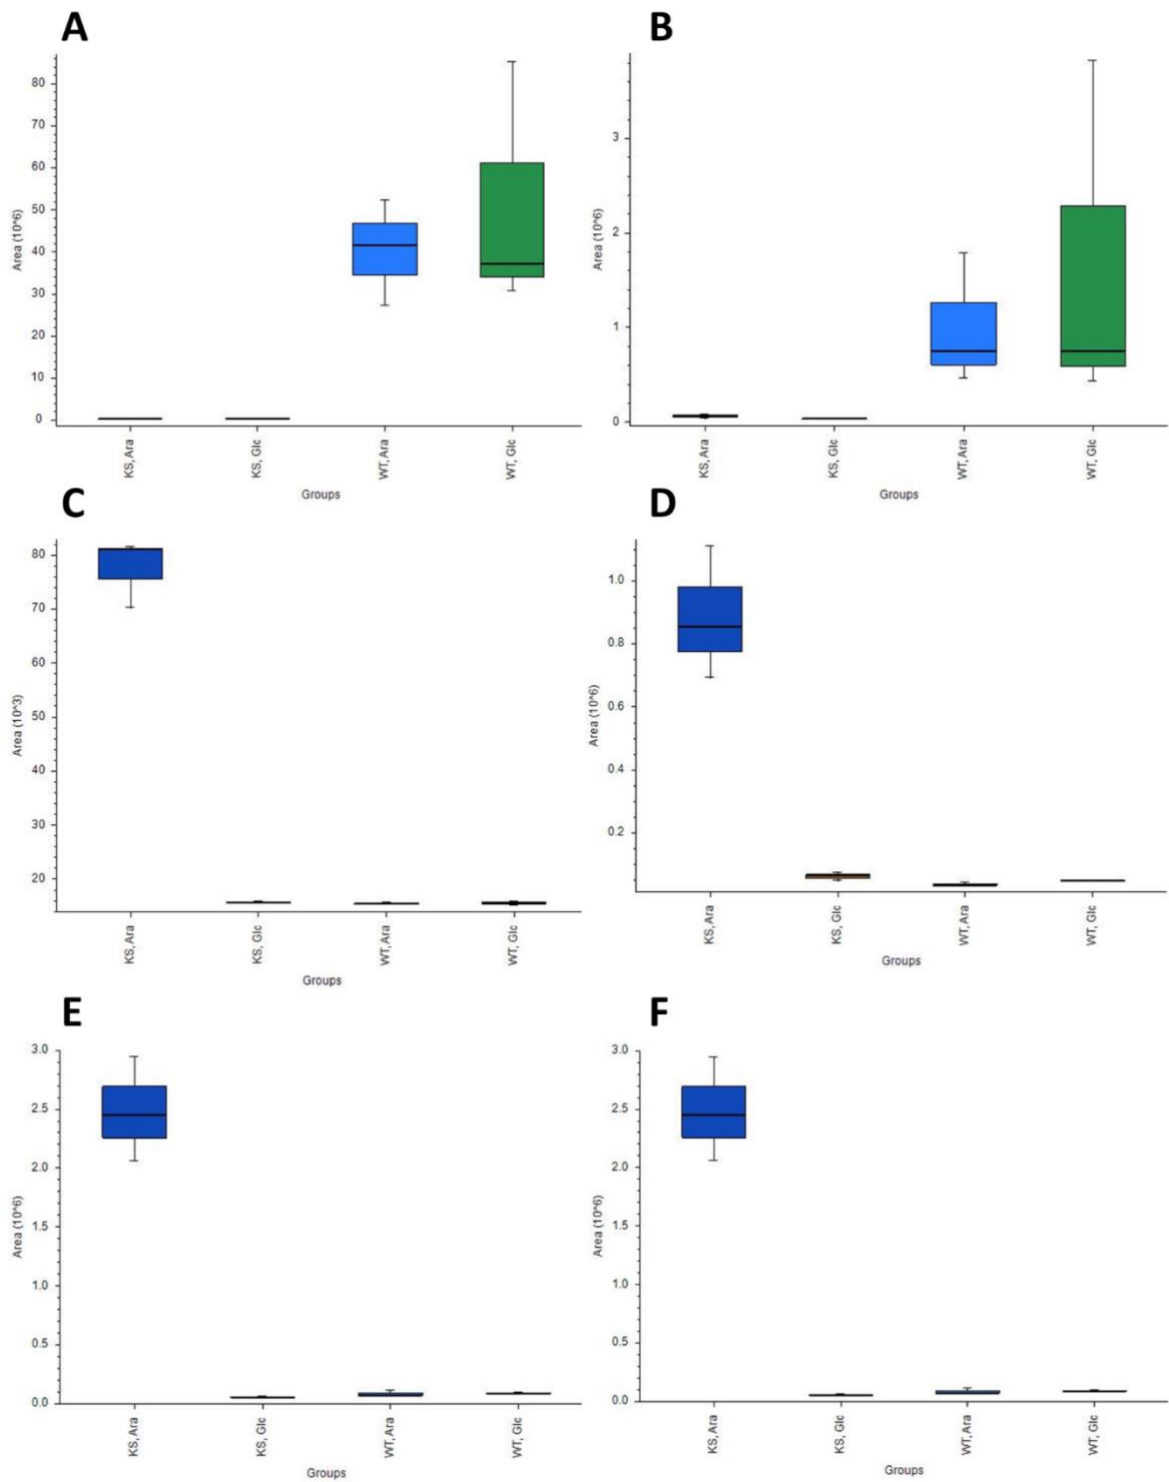 A
80
70
60
50
40
30
20
10
0
Area (10^6)
KS, Ara
KS, Glc
WT, Ara
WT, Glc
Groups
B
3
2
1
0
Area (10^6)
KS, Ara
KS, Glc
WT, Ara
WT, Glc
Groups
C
80
70
60
50
40
30
20
Area (10^3)
KS, Ara
KS, Glc
WT, Ara
WT, Glc
Groups
D
1.0
0.8
0.6
0.4
0.2
Area (10^6)
KS, Ara
KS, Glc
WT, Ara
WT, Glc
Groups
E
3.0
2.5
2.0
1.5
1.0
0.5
0.0
Area (10^6)
KS, Ara
KS, Glc
WT, Ara
WT, Glc
Groups
F
3.0
2.5
2.0
1.5
1.0
0.5
0.0
Area (10^6)
KS, Ara
KS, Glc
WT, Ara
WT, Glc
Groups